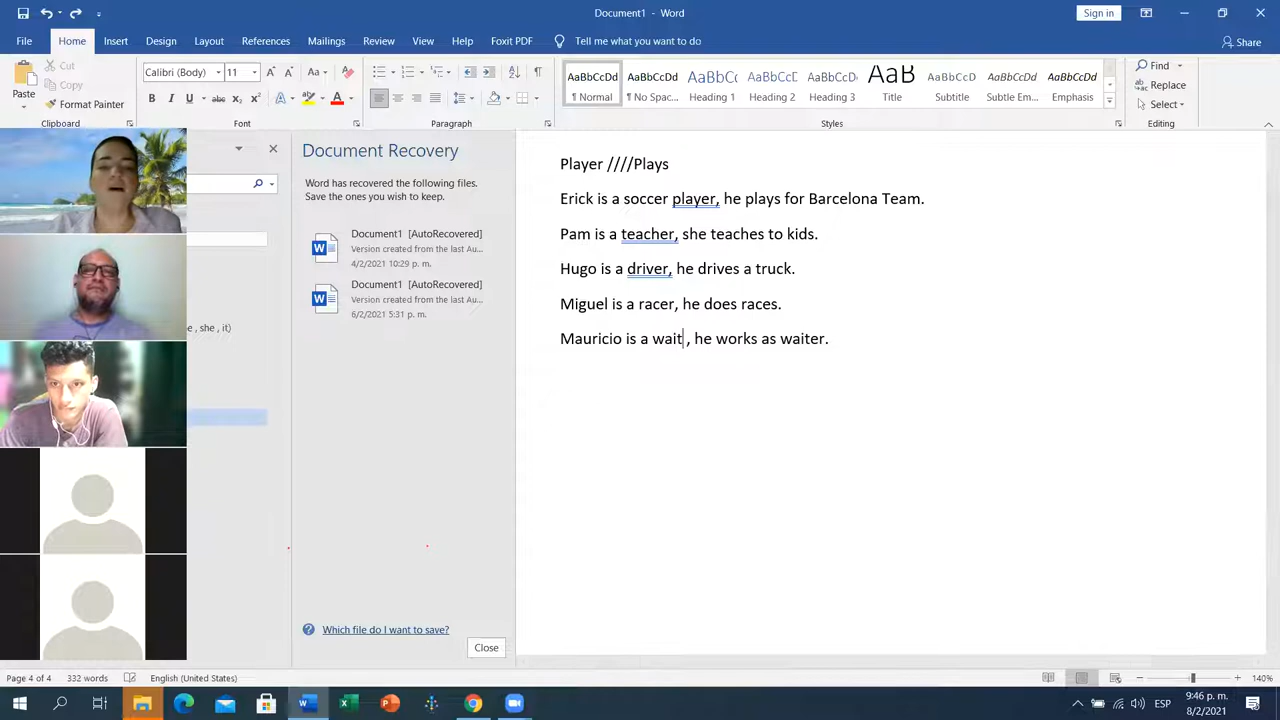 Document1 - Word
Sign in
File Home Insert Design Layout References Mailings Review View Help Foxit PDF Tell me what you want to do
Share
Paste
Cut
Copy
Format Painter
Clipboard
Calibri (Body) 11
Font
Paragraph
AaBbCcDd ¶ Normal
AaBbCcDd ¶ No Spac...
AaBbC Heading 1
AaBbCcD Heading 2
AaBbCcD Heading 3
AaB Title
AaBbCcD Subtitle
AaBbCcDd Subtle Em...
AaBbCcDd Emphasis
Styles
Find
Replace
Select
Editing
e , she , it)
Document Recovery
Word has recovered the following files.
Save the ones you wish to keep.
Document1 [AutoRecovered]
Version created from the last Au...
4/2/2021 10:29 p. m.
Document1 [AutoRecovered]
Version created from the last Au...
6/2/2021 5:31 p. m.
Which file do I want to save?
Close
Player ////Plays
Erick is a soccer player, he plays for Barcelona Team.
Pam is a teacher, she teaches to kids.
Hugo is a driver, he drives a truck.
Miguel is a racer, he does races.
Mauricio is a wait , he works as waiter.
Page 4 of 4 332 words English (United States)
140%
ESP
9:46 p. m.
8/2/2021